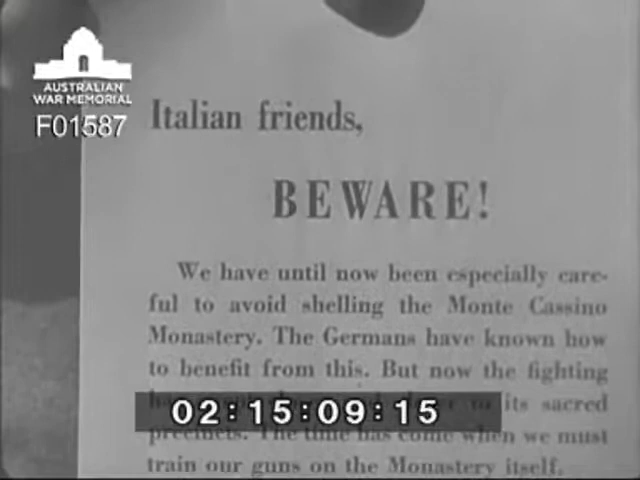 AUSTRALIAN
WAR MEMORIAL
F01587
Italian friends,
BEWARE!
We have until now been especially care-
ful to avoid shelling the Monte Cassino
Monastery. The Germans have known how
to benefit from this. But now the fighting
its sacred
02:15:09:15
precincts. The time has come when we must
train our guns on the Monastery itself.